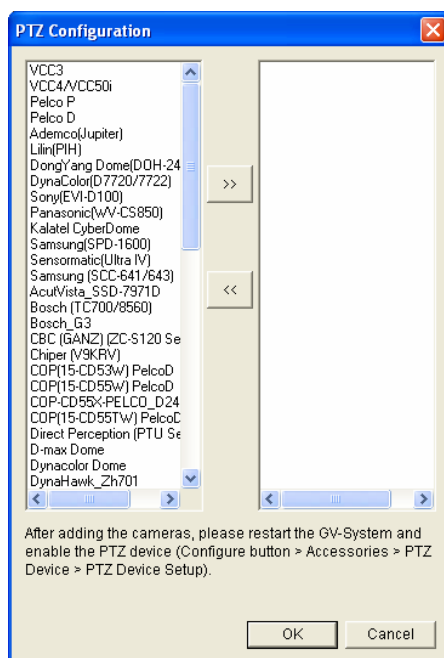 PTZ Configuration
VCC3
VCC4/VCC50i
Pelco P
Pelco D
Ademco(Jupiter)
Lilin(PIH)
DongYang Dome(DOH-24
DynaColor(D7720/7722)
Sony(EVI-D100)
Panasonic(WV-CS850)
Kalatel CyberDome
Samsung(SPD-1600)
Sensormatic(Ultra IV)
Samsung (SCC-641/643)
AcutVista_SSD-7971D
Bosch (TC700/8560)
Bosch_G3
CBC (GANZ) (ZC-S120 Se
Chiper (V9KRV)
COP(15-CD53W) PelcoD
COP(15-CD55W) PelcoD
COP-CD55X-PELCO_D24
COP(15-CD55TW) PelcoD
Direct Perception (PTU Se
D-max Dome
Dynacolor Dome
DynaHawk_Zh701
>>
<<
After adding the cameras, please restart the GV-System and
enable the PTZ device (Configure button > Accessories > PTZ
Device > PTZ Device Setup).
OK
Cancel